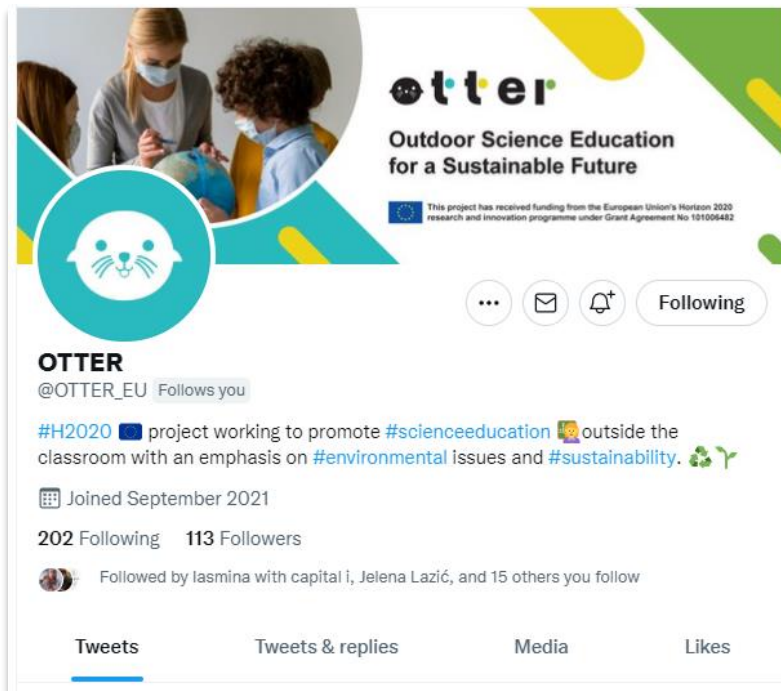 otter
Outdoor Science Education
for a Sustainable Future
This project has received funding from the European Union's Horizon 2020
research and innovation programme under Grant Agreement No 101006482
Following
OTTER
@OTTER_EU Follows you
#H2020 🇪🇺 project working to promote #scienceeducation 👩‍🏫 outside the
classroom with an emphasis on #environmental issues and #sustainability. ♻️🌱
Joined September 2021
202 Following 113 Followers
Followed by Iasmina with capital i, Jelena Lazić, and 15 others you follow
Tweets Tweets & replies Media Likes